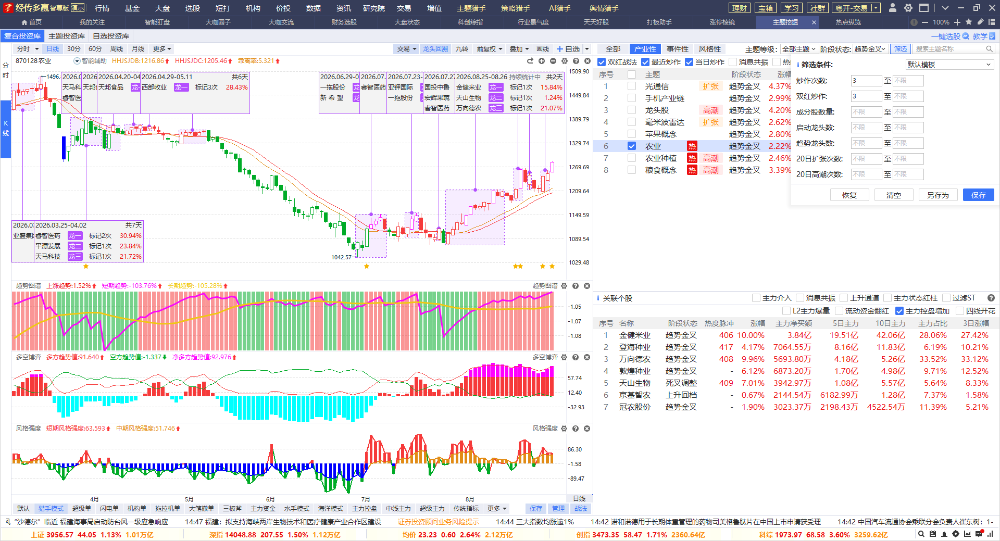 经传多赢 智尊版 演示 行情 基金 大盘 选股 短打 机构 价投 数据 资讯 研究院 交易 增值 主题猎手 策略猎手 AI猎手 舆情猎手 理财 宝箱 学习 社群 粤开-交易
首页 我的关注 智能盯盘 大咖圈子 大咖交流 财务选股 大盘状态 科创综指 行业景气度 天天好股 打板助手 涨停棱镜 主题挖掘 热点纵览 100%
复合投资库 主题投资库 自选投资库 一键选股 教学
分时 日线 30分 60分 周线 月线 更多 交易 龙头回溯 九转 前复权 叠加 画线 自选
870128 农业 智能辅助 HHJSJDB:1216.86 HHJSJDC:1205.46 乖离率:5.321
分时
K线
1496.
2026.0 2026.0 2026.04.20-04 2026.04.29-05.11 共6天
天马科 天邦 天邦食品 龙一 西部牧业 龙一 标记3次 28.43%
睿智医
2026.06.29-0 2026.07. 2026.07.23- 2026.07.27 2026.08.25-08.26 持续统计中 共2天
一拖股份 龙 睿智医药 亚钾国际 国投中鲁 金健米业 龙一 标记1次 15.84%
新 希 望 龙 一拖股份 宏辉果蔬 天山生物 龙二 标记1次 1.24%
睿智医药 万向德农 龙三 标记1次 21.07%
2026.0 2026.03.25-04.02 共7天
亚盛集 睿智医药 龙一 标记2次 30.94%
平潭发展 龙二 标记1次 23.84%
天马科技 龙三 标记1次 21.72%
1042.57
1509.90
1449.84
1389.79
1329.74
1269.69
1209.64
1149.59
1089.54
1029.48
趋势图谱 上涨趋势:1.52% 短期趋势:-103.76% 长期趋势:-105.28% 趋势图谱
-1.05
-1.07
-1.08
多空博弈 多方趋势值:91.640 空方趋势值:-1.337 净多方趋势值:92.976 多空博弈
57.74
12.40
-32.93
风格强度 短期风格强度:63.593 中期风格强度:51.746 风格强度
86.30
-1.58
-89.47
4月 5月 6月 7月 8月 日线
默认 猎手模式 超级单 闪电单 机构单 拖拉机单 大笔撤单 三板斧 主力资金 水手模式 海洋模式 主力控盘 中线主力 超级主力 传统指标 更多 保存 管理 战法
全部 产业性 事件性 风格性 主题等级: 全部主题 阶段状态: 趋势金叉 筛选 搜索主题名称
双红战法 最近炒作 当日炒作 消息共振
序号 主题 阶段状态 涨幅
1 光通信 扩张 趋势金叉 4.37%
2 手机产业链 趋势金叉 2.99%
3 龙头股 高潮 趋势金叉 4.20%
4 毫米波雷达 扩张 趋势金叉 2.62%
5 苹果概念 趋势金叉 2.80%
6 农业 热 趋势金叉 2.22%
7 农业种植 热 高潮 趋势金叉 2.46%
8 粮食概念 热 高潮 趋势金叉 3.39%
筛选条件: 默认模板
炒作次数: 3 至 不限
双红炒作: 3 至 不限
成分股数量: 不限 至 不限
启动龙头数: 不限 至 不限
趋势龙头数: 不限 至 不限
20日扩张次数: 不限 至 不限
20日高潮次数: 不限 至 不限
恢复 清空 另存为 保存
关联个股 主力介入 消息共振 上升通道 主力状态红柱 过滤ST
L2主力爆量 流动资金翻红 主力控盘增加 四线开花
序号 名称 阶段状态 热度脉冲 涨幅 主力净买额 5日主力 10日主力 主力占比 3日涨幅
1 金健米业 趋势金叉 406 10.00% 3.84亿 19.51亿 42.06亿 28.06% 27.42%
2 登海种业 趋势金叉 417 4.17% 7064.55万 8.16亿 11.83亿 6.19% 10.21%
3 万向德农 趋势金叉 408 9.96% 5693.80万 4.18亿 5.26亿 33.52% 33.12%
4 敦煌种业 趋势金叉 - 6.12% 6873.20万 1.70亿 4.98亿 9.71% 12.52%
5 天山生物 死叉调整 409 7.01% 3942.97万 1.08亿 5.57亿 5.64% 8.33%
6 京基智农 上升回档 - 0.67% 2144.54万 6182.99万 1.28亿 7.37% 1.58%
7 冠农股份 趋势金叉 - 1.90% 3023.37万 2198.43万 4522.54万 11.39% 5.21%
“沙德尔”临近 福建海事局启动防台风一级应急响应 14:47 福建：拟支持海峡两岸生物技术和医疗健康产业合作区建设 证券投资顾问业务风险提示 14:44 三大指数均涨逾1% 14:42 诺和诺德用于长期体重管理的药物司美格鲁肽片在中国上市申请获受理 14:42 中国汽车流通协会乘联分会负责人崔东树：1-
上证 3956.57 44.05 1.13% 1.01万亿 深指 14048.88 207.55 1.50% 1.12万亿 均价 23.23 0.60 2.64% 2.12万亿 创指 3473.35 58.47 1.71% 2360.64亿 科综 1973.97 68.58 3.60% 3259.62亿